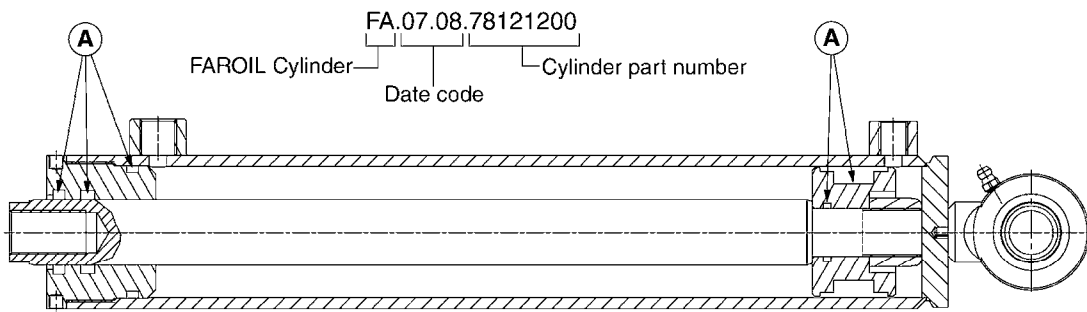 FA.07.08.78121200
A
A
FAROIL Cylinder
Cylinder part number
Date code